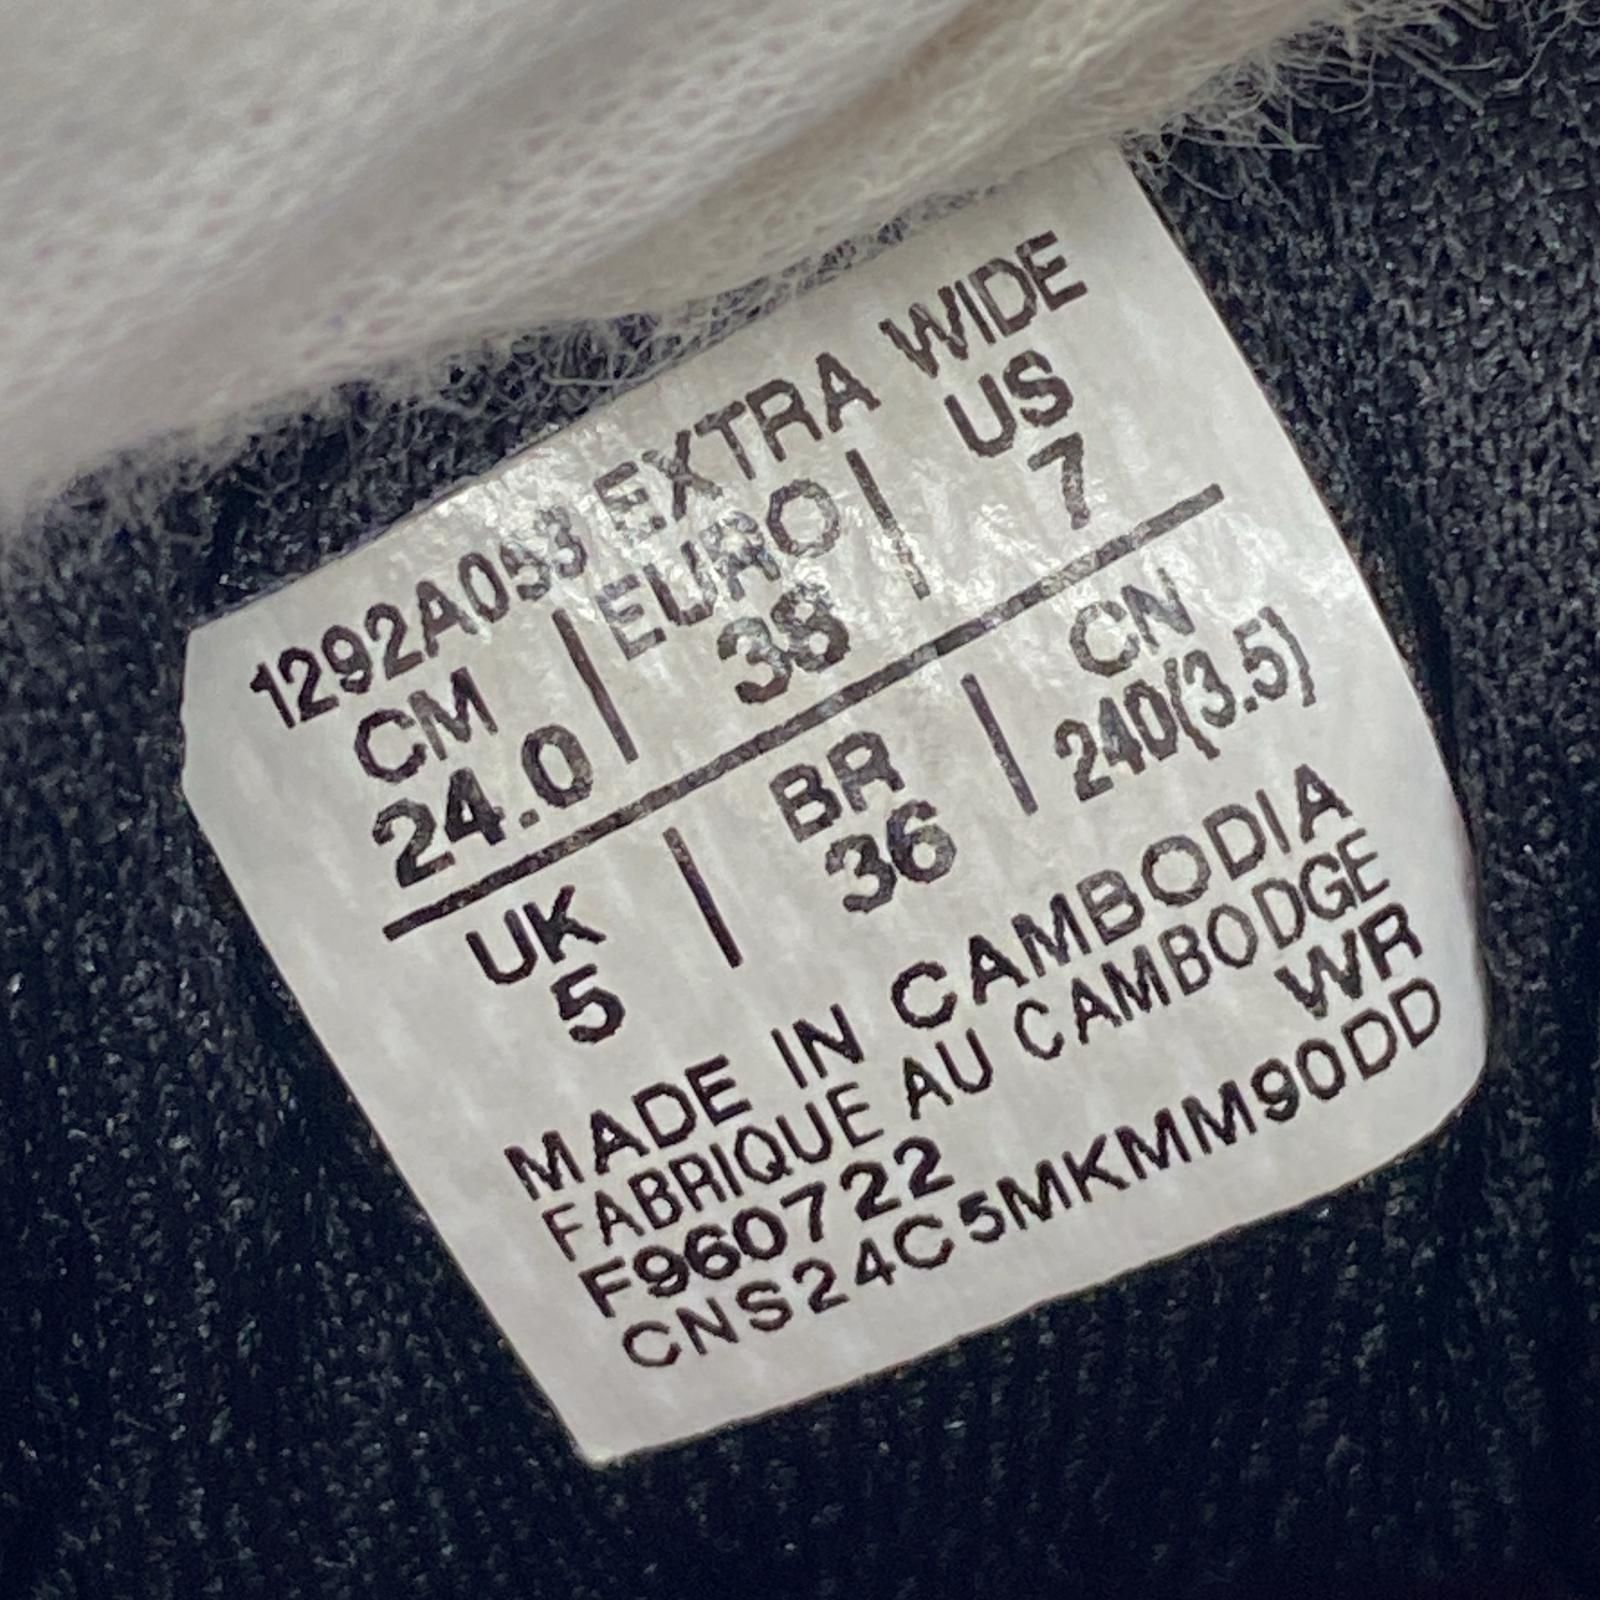 1292A053 EXTRA WIDE
CM | EURO | US
24.0 | 38 | 7
UK | BR | CN
5 | 36 | 240(3.5)
MADE IN CAMBODIA
FABRIQUE AU CAMBODGE
F960722 WR
CNS24C5MKMM90DD